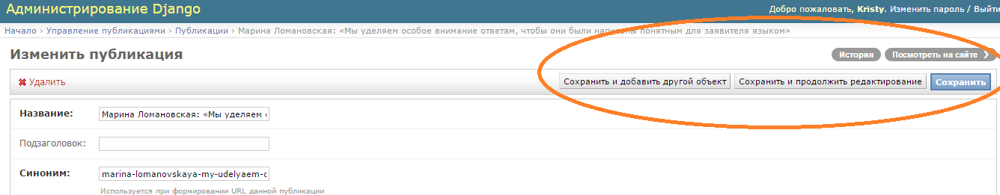 Администрирование Django
Добро пожаловать, Kristy. Изменить пароль / Выйти
Начало › Управление публикациями › Публикации › Марина Ломановская: «Мы уделяем особое внимание ответам, чтобы они были написаны понятным для заявителя языком»
Изменить публикация
История Посмотреть на сайте
Удалить
Сохранить и добавить другой объект Сохранить и продолжить редактирование Сохранить
Название: Марина Ломановская: «Мы уделяем
Подзаголовок:
Синоним: marina-lomanovskaya-my-udelyaem-
Используется при формировании URL данной публикации